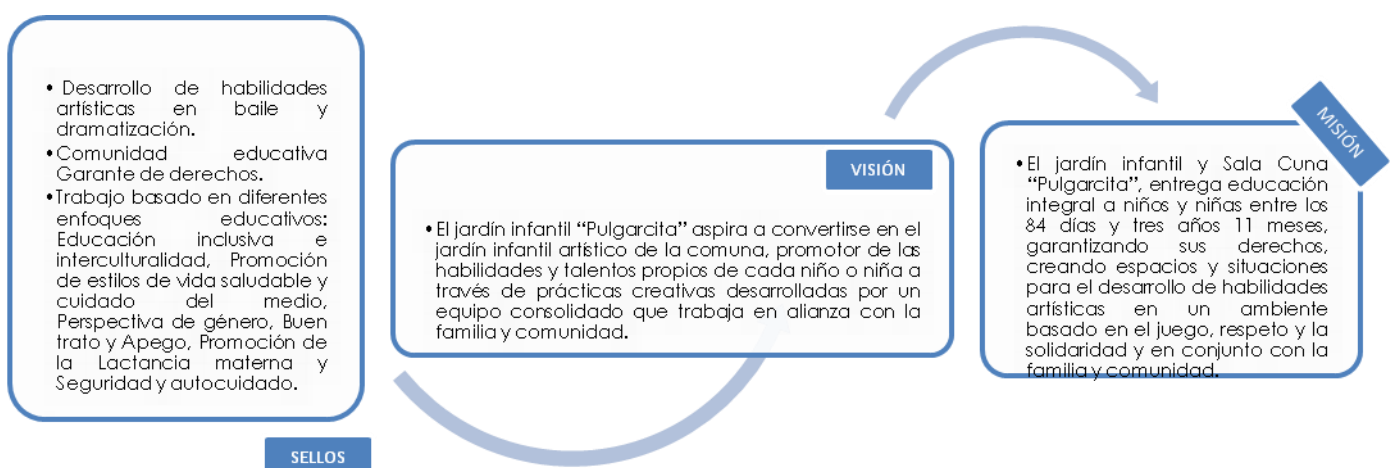 • Desarrollo de habilidades
artísticas en baile y
dramatización.
•Comunidad educativa
Garante de derechos.
•Trabajo basado en diferentes
enfoques educativos:
Educación inclusiva e
interculturalidad, Promoción
de estilos de vida saludable y
cuidado del medio,
Perspectiva de género, Buen
trato y Apego, Promoción de
la Lactancia materna y
Seguridad y autocuidado.
SELLOS
VISIÓN
•El jardín infantil “Pulgarcita” aspira a convertirse en el
jardín infantil artístico de la comuna, promotor de las
habilidades y talentos propios de cada niño o niña a
través de prácticas creativas desarrolladas por un
equipo consolidado que trabaja en alianza con la
familia y comunidad.
MISIÓN
•El jardín infantil y Sala Cuna
“Pulgarcita”, entrega educación
integral a niños y niñas entre los
84 días y tres años 11 meses,
garantizando sus derechos,
creando espacios y situaciones
para el desarrollo de habilidades
artísticas en un ambiente
basado en el juego, respeto y la
solidaridad y en conjunto con la
familia y comunidad.